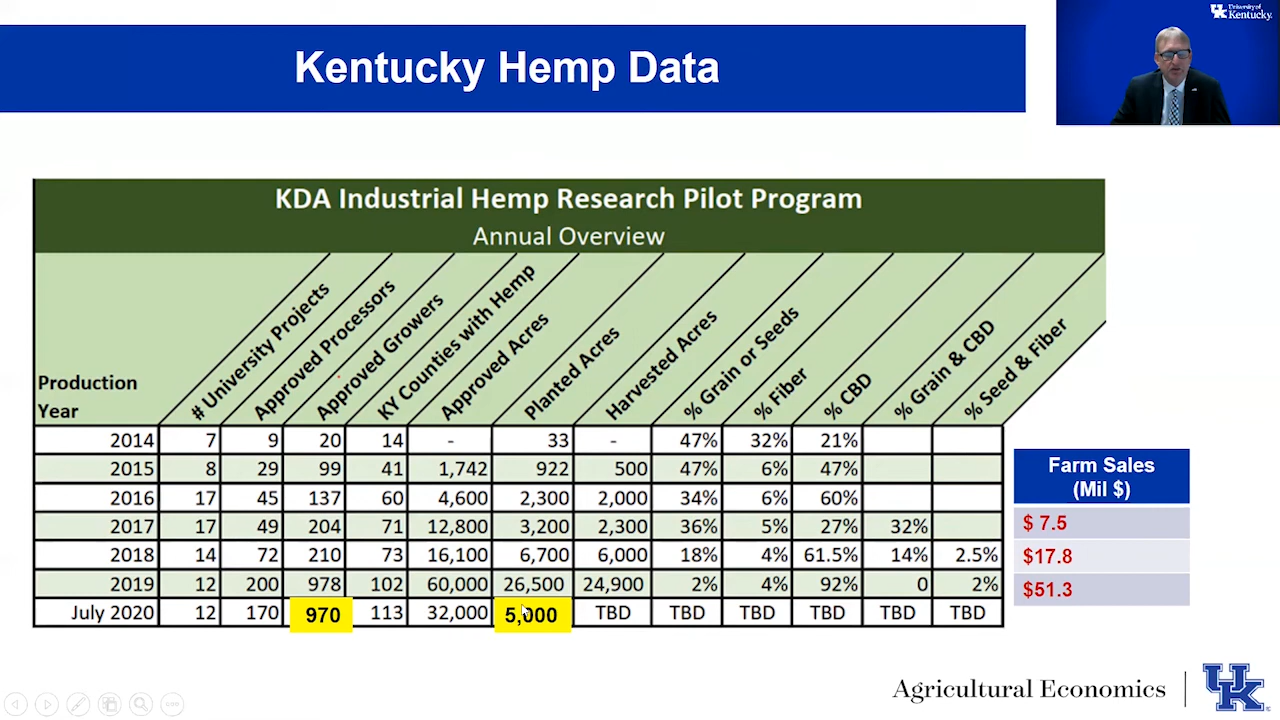 University of
Kentucky
Kentucky Hemp Data
KDA Industrial Hemp Research Pilot Program
Annual Overview
Production Year # University Projects Approved Processors Approved Growers KY Counties with Hemp Approved Acres Planted Acres Harvested Acres % Grain or Seeds % Fiber % CBD % Grain & CBD % Seed & Fiber
2014 7 9 20 14 - 33 - 47% 32% 21%
2015 8 29 99 41 1,742 922 500 47% 6% 47%
2016 17 45 137 60 4,600 2,300 2,000 34% 6% 60%
2017 17 49 204 71 12,800 3,200 2,300 36% 5% 27% 32%
2018 14 72 210 73 16,100 6,700 6,000 18% 4% 61.5% 14% 2.5%
2019 12 200 978 102 60,000 26,500 24,900 2% 4% 92% 0 2%
July 2020 12 170 970 113 32,000 5,000 TBD TBD TBD TBD TBD TBD
Farm Sales
(Mil $)
$ 7.5
$17.8
$51.3
Agricultural Economics
UK